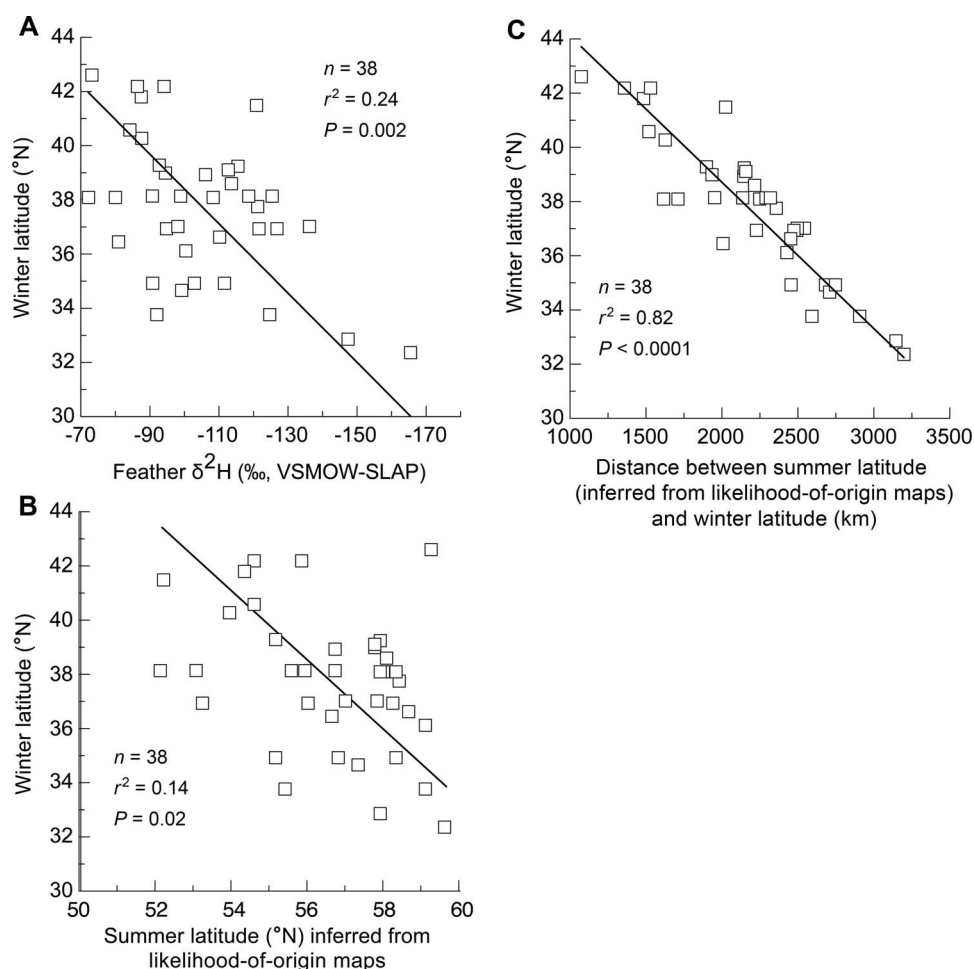 A
44
42
40
38
36
34
32
30
Winter latitude (°N)
n = 38
r² = 0.24
P = 0.002
-70 -90 -110 -130 -150 -170
Feather δ²H (‰, VSMOW-SLAP)
B
44
42
40
38
36
34
32
30
Winter latitude (°N)
n = 38
r² = 0.14
P = 0.02
50 52 54 56 58 60
Summer latitude (°N) inferred from
likelihood-of-origin maps
C
44
42
40
38
36
34
32
30
Winter latitude (°N)
n = 38
r² = 0.82
P < 0.0001
1000 1500 2000 2500 3000 3500
Distance between summer latitude
(inferred from likelihood-of-origin maps)
and winter latitude (km)